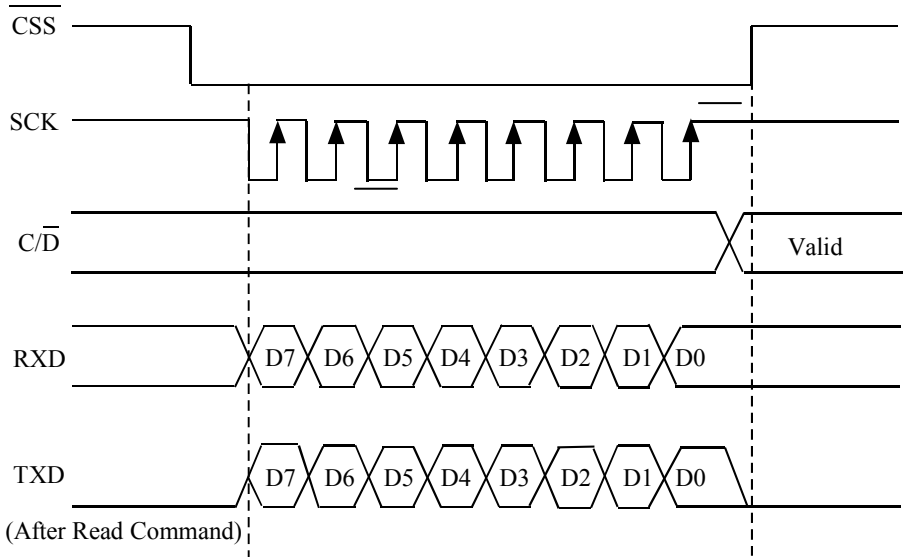 CSS
SCK
C/D
Valid
RXD
D7 D6 D5 D4 D3 D2 D1 D0
TXD
D7 D6 D5 D4 D3 D2 D1 D0
(After Read Command)